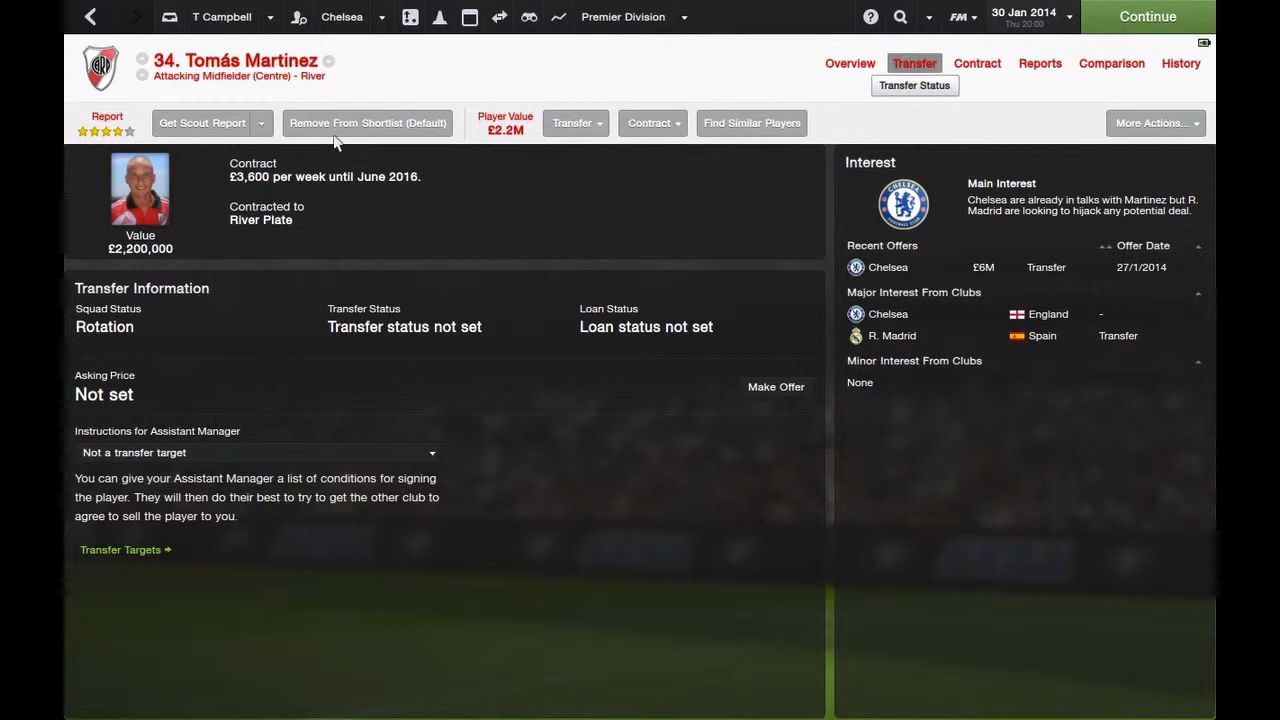 T Campbell
Chelsea
Premier Division
FM
30 Jan 2014
Thu 20:00
Continue
34. Tomás Martinez
Attacking Midfielder (Centre) - River
Overview
Transfer
Contract
Reports
Comparison
History
Transfer Status
Report
Get Scout Report
Remove From Shortlist (Default)
Player Value
£2.2M
Transfer
Contract
Find Similar Players
More Actions...
Contract
£3,600 per week until June 2016.
Contracted to
River Plate
Value
£2,200,000
Transfer Information
Squad Status
Rotation
Transfer Status
Transfer status not set
Loan Status
Loan status not set
Asking Price
Not set
Make Offer
Instructions for Assistant Manager
Not a transfer target
You can give your Assistant Manager a list of conditions for signing
the player. They will then do their best to try to get the other club to
agree to sell the player to you.
Transfer Targets
Interest
Main Interest
Chelsea are already in talks with Martinez but R.
Madrid are looking to hijack any potential deal.
Recent Offers
Offer Date
Chelsea £6M Transfer 27/1/2014
Major Interest From Clubs
Chelsea England -
R. Madrid Spain Transfer
Minor Interest From Clubs
None